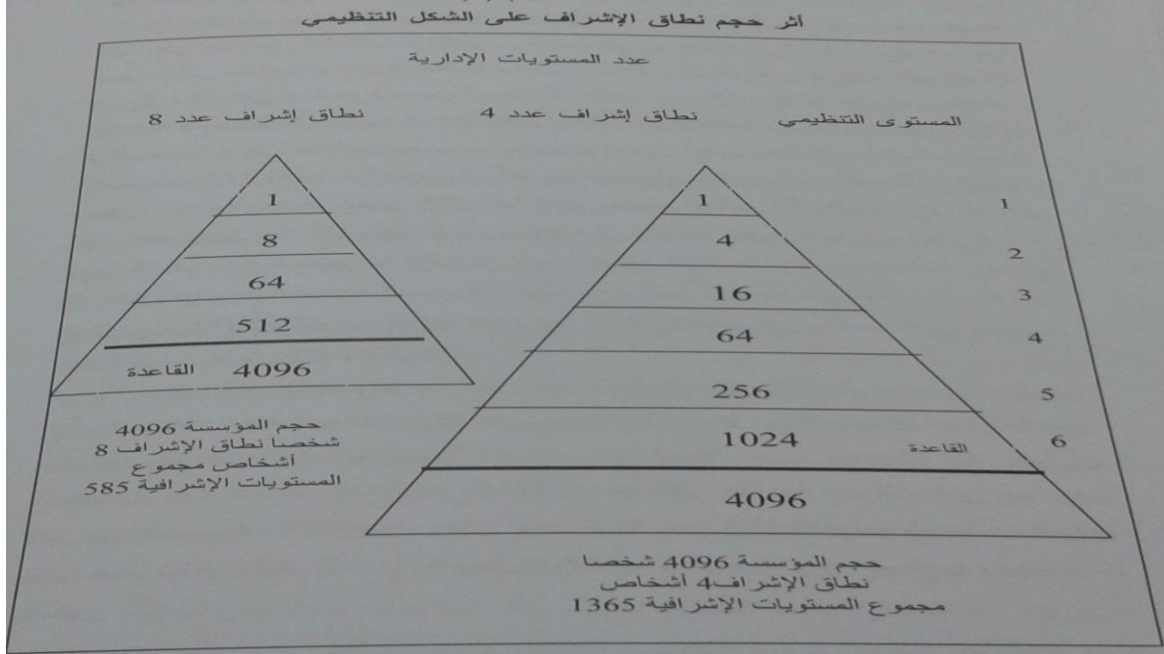 أثر حجم نطاق الإشراف على الشكل التنظيمي
عدد المستويات الإدارية
المستوى التنظيمي
نطاق إشراف عدد 4
نطاق إشراف عدد 8
1
2
3
4
5
6
1
4
16
64
256
1024 القاعدة
4096
حجم المؤسسة 4096 شخصا
نطاق الإشراف4 أشخاص
مجموع المستويات الإشرافية 1365
1
8
64
512
4096 القاعدة
حجم المؤسسة 4096
شخصا نطاق الإشراف 8
أشخاص مجموع
المستويات الإشرافية 585